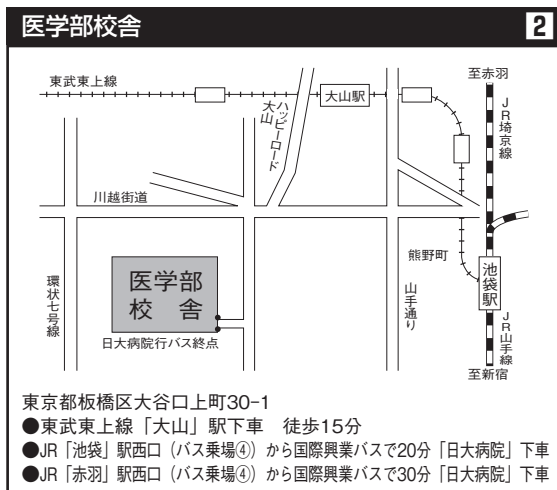 医学部校舎
2
至赤羽
東武東上線
大山駅
ハッピーロード
大山
JR埼京線
川越街道
熊野町
池袋駅
医学部
校 舎
環状七号線
山手通り
日大病院行バス終点
JR山手線
至新宿
東京都板橋区大谷口上町30-1
●東武東上線「大山」駅下車 徒歩15分
●JR「池袋」駅西口（バス乗場④）から国際興業バスで20分「日大病院」下車
●JR「赤羽」駅西口（バス乗場④）から国際興業バスで30分「日大病院」下車